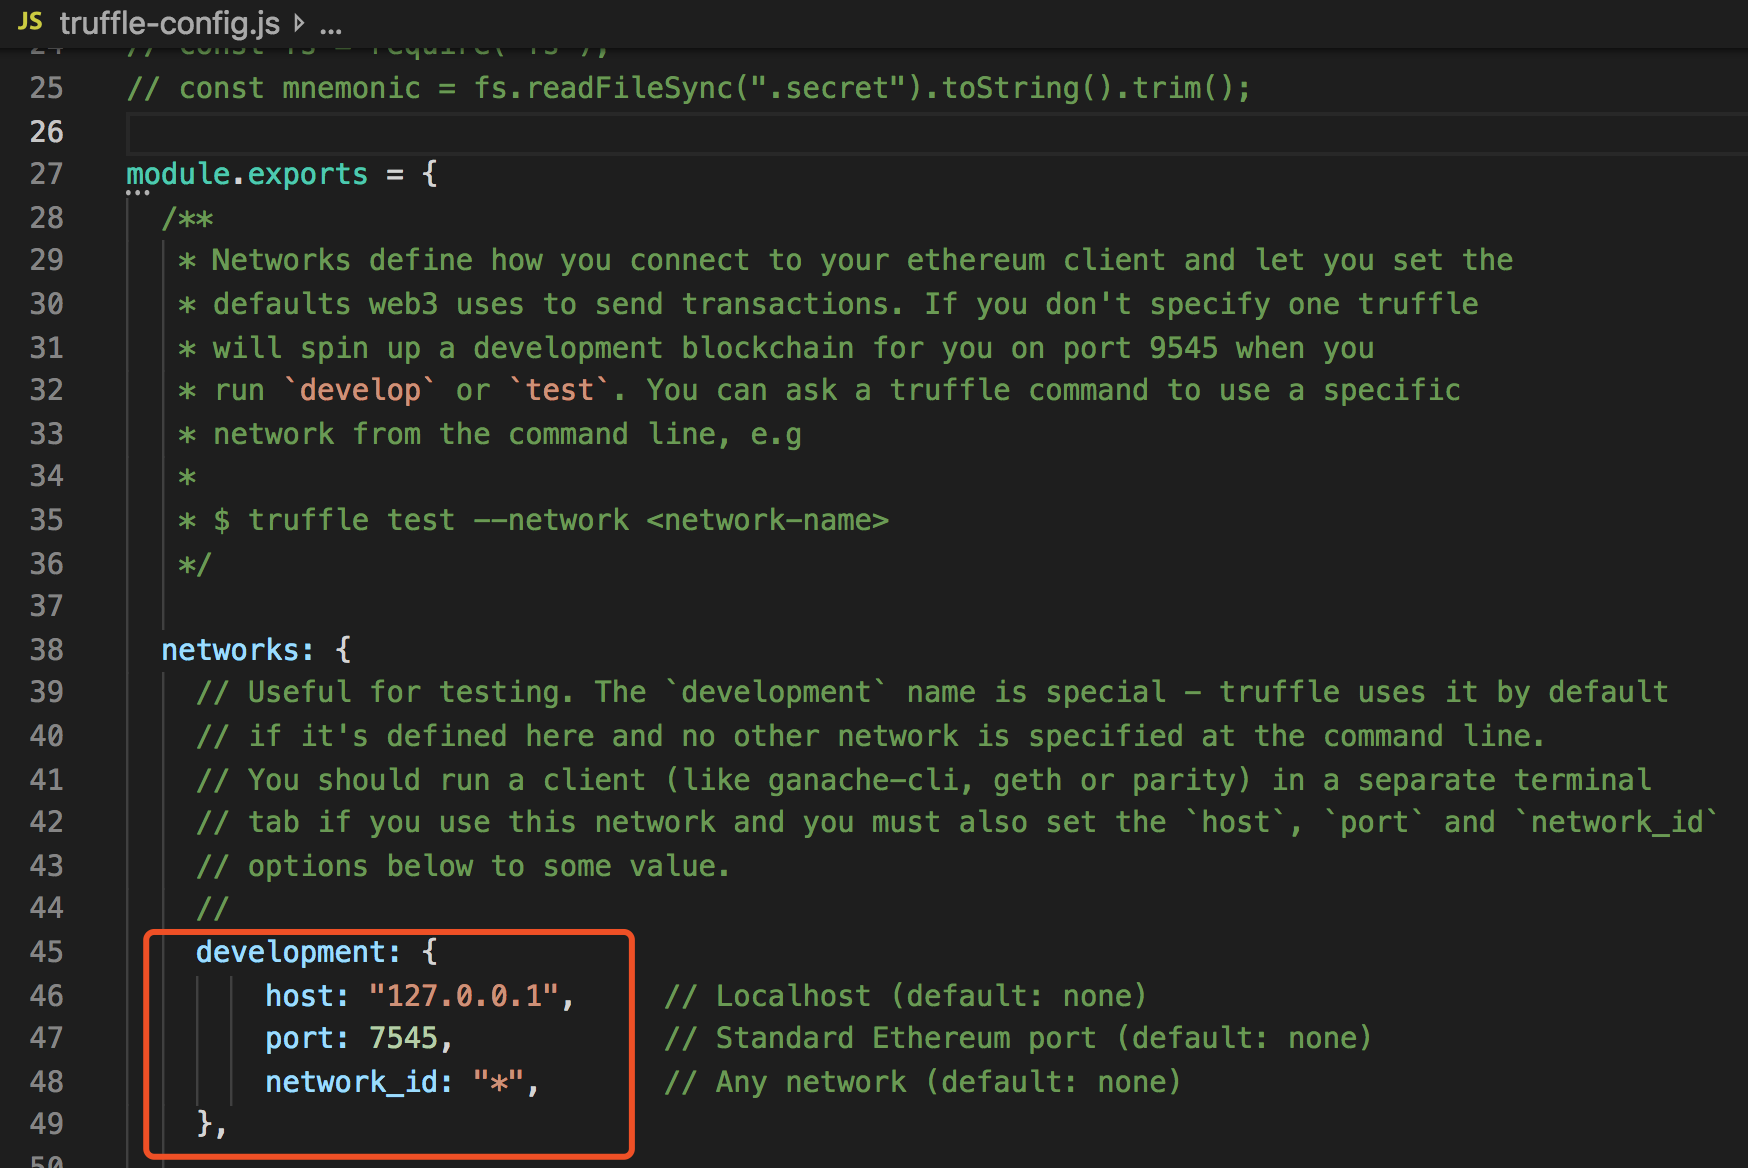 JS truffle-config.js ▷ ...
24 // const fs = require('fs');
25 // const mnemonic = fs.readFileSync(".secret").toString().trim();
26
27 module.exports = {
28 /**
29 * Networks define how you connect to your ethereum client and let you set the
30 * defaults web3 uses to send transactions. If you don't specify one truffle
31 * will spin up a development blockchain for you on port 9545 when you
32 * run `develop` or `test`. You can ask a truffle command to use a specific
33 * network from the command line, e.g
34 *
35 * $ truffle test --network <network-name>
36 */
37
38 networks: {
39 // Useful for testing. The `development` name is special - truffle uses it by default
40 // if it's defined here and no other network is specified at the command line.
41 // You should run a client (like ganache-cli, geth or parity) in a separate terminal
42 // tab if you use this network and you must also set the `host`, `port` and `network_id`
43 // options below to some value.
44 //
45 development: {
46 host: "127.0.0.1", // Localhost (default: none)
47 port: 7545, // Standard Ethereum port (default: none)
48 network_id: "*", // Any network (default: none)
49 },
50